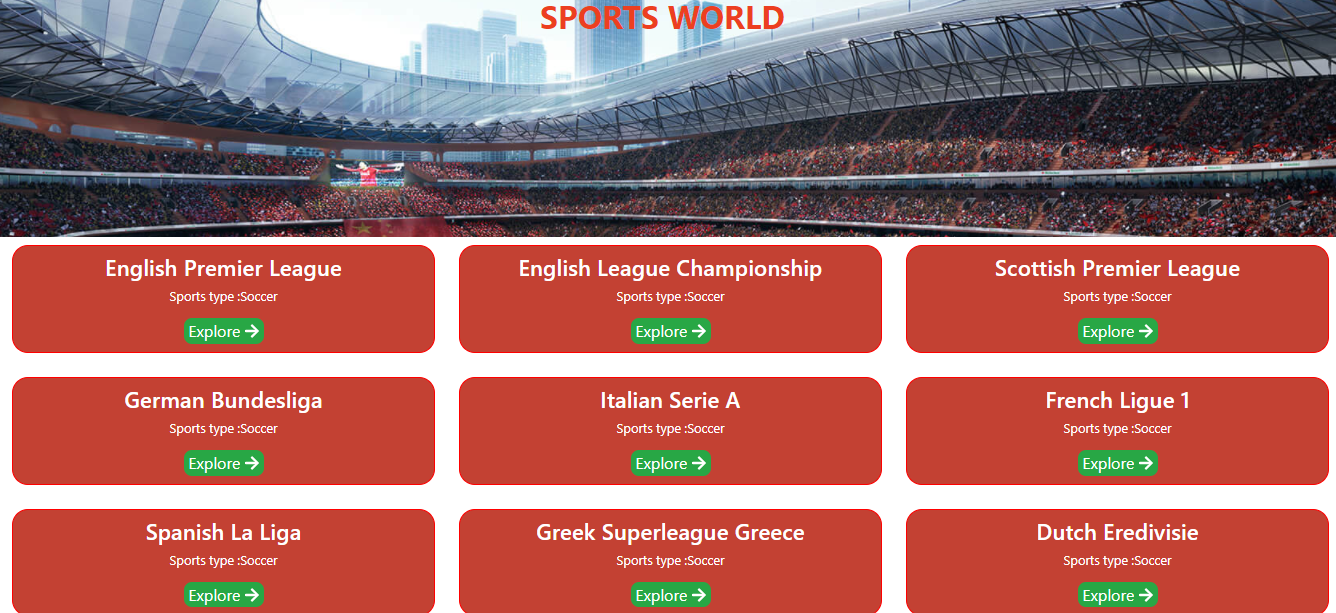 SPORTS WORLD
English Premier League
Sports type :Soccer
Explore
English League Championship
Sports type :Soccer
Explore
Scottish Premier League
Sports type :Soccer
Explore
German Bundesliga
Sports type :Soccer
Explore
Italian Serie A
Sports type :Soccer
Explore
French Ligue 1
Sports type :Soccer
Explore
Spanish La Liga
Sports type :Soccer
Explore
Greek Superleague Greece
Sports type :Soccer
Explore
Dutch Eredivisie
Sports type :Soccer
Explore